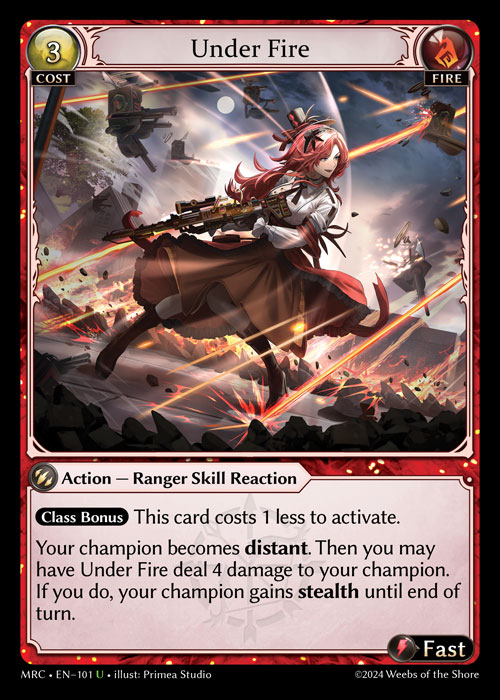 3
Under Fire
COST
FIRE
Action — Ranger Skill Reaction
Class Bonus This card costs 1 less to activate.
Your champion becomes distant. Then you may
have Under Fire deal 4 damage to your champion.
If you do, your champion gains stealth until end of
turn.
Fast
MRC • EN–101 U • illust: Primea Studio
©2024 Weebs of the Shore